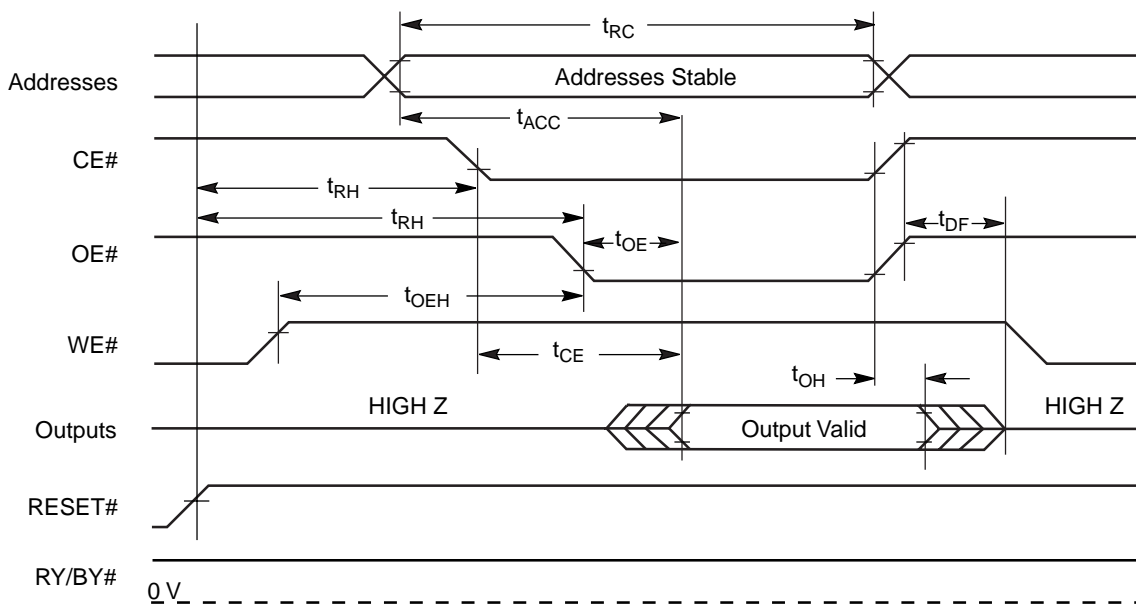 tRC
Addresses
Addresses Stable
tACC
CE#
tRH
tRH
tDF
OE#
tOE
tOEH
WE#
tCE
tOH
HIGH Z
HIGH Z
Outputs
Output Valid
RESET#
RY/BY#
0 V